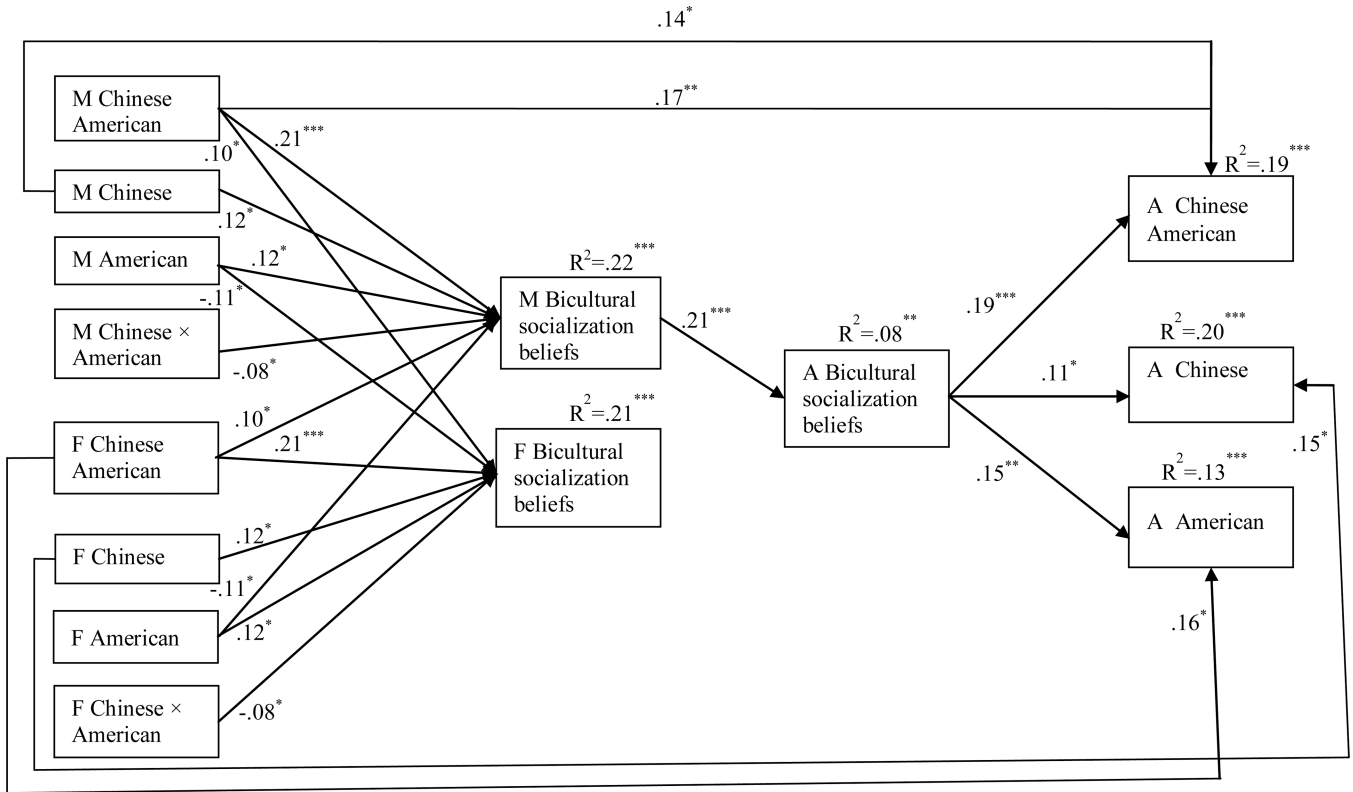 .14*
M Chinese
American
.17**
.21***
.10*
M Chinese
.12*
M American
.12*
-.11*
M Chinese ×
American
-.08*
F Chinese
American
.10*
.21***
F Chinese
.12*
-.11*
F American
.12*
F Chinese ×
American
-.08*
R²=.22***
M Bicultural
socialization
beliefs
R²=.21***
F Bicultural
socialization
beliefs
.21***
R²=.08**
A Bicultural
socialization
beliefs
.19***
.11*
.15**
R²=.19***
A Chinese
American
R²=.20***
A Chinese
.15*
R²=.13***
A American
.16*